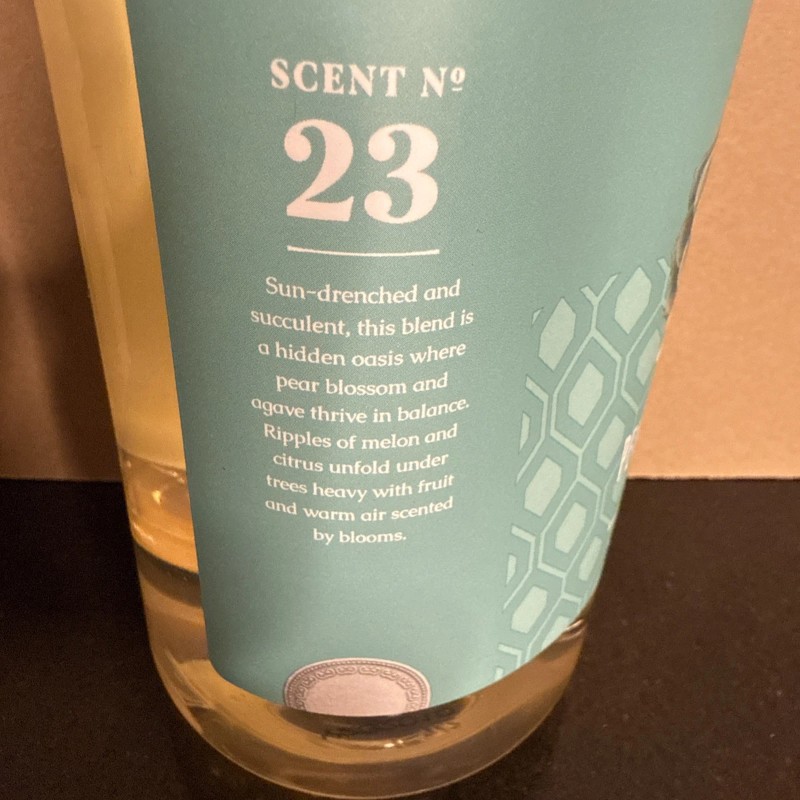 SCENT Nº
23
Sun-drenched and
succulent, this blend is
a hidden oasis where
pear blossom and
agave thrive in balance.
Ripples of melon and
citrus unfold under
trees heavy with fruit
and warm air scented
by blooms.